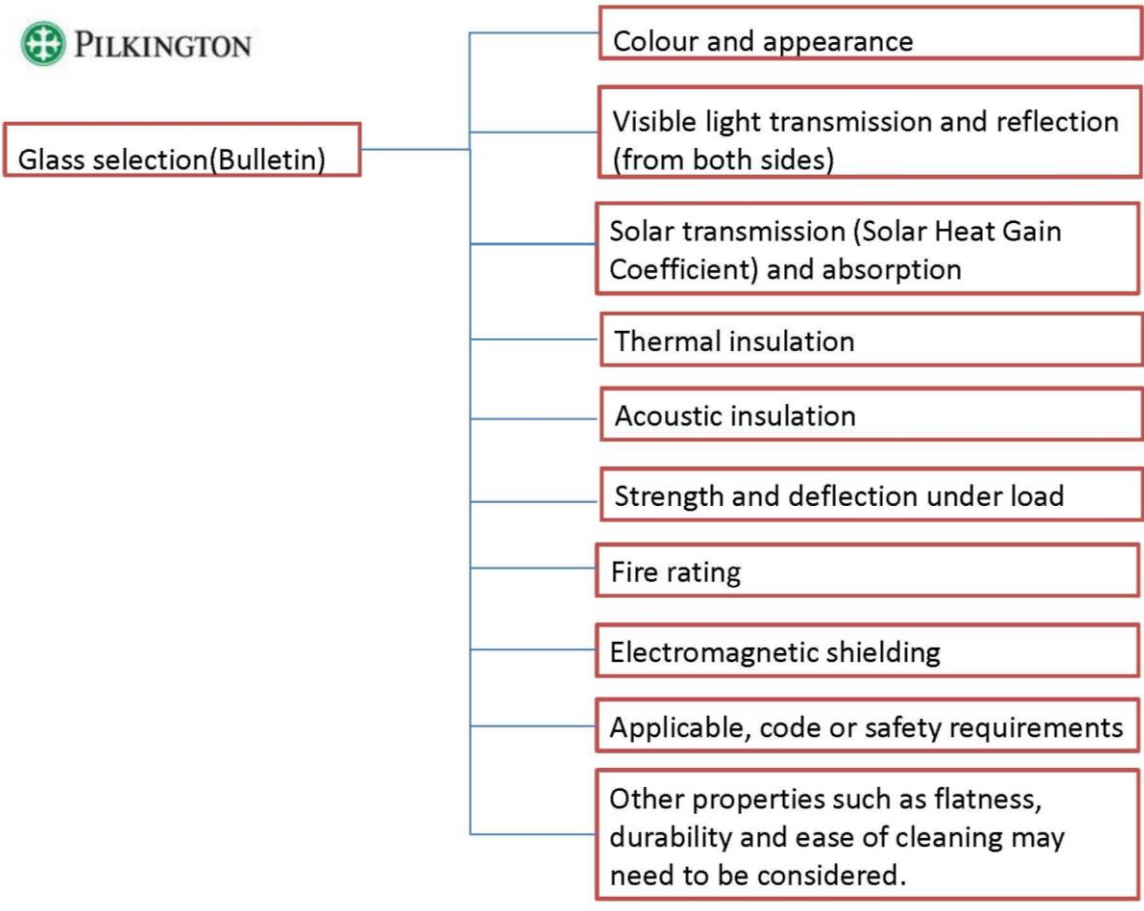 PILKINGTON
Glass selection(Bulletin)
Colour and appearance
Visible light transmission and reflection
(from both sides)
Solar transmission (Solar Heat Gain
Coefficient) and absorption
Thermal insulation
Acoustic insulation
Strength and deflection under load
Fire rating
Electromagnetic shielding
Applicable, code or safety requirements
Other properties such as flatness,
durability and ease of cleaning may
need to be considered.